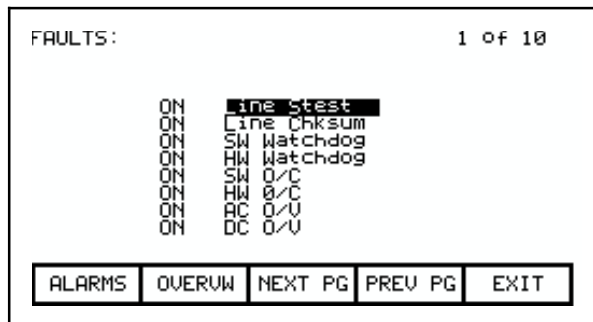 FAULTS: 1 of 10
ON Line Stest
ON Line Chksum
ON SW Watchdog
ON HW Watchdog
ON SW O/C
ON HW O/C
ON AC O/V
ON DC O/V
ALARMS OVERVW NEXT PG PREV PG EXIT